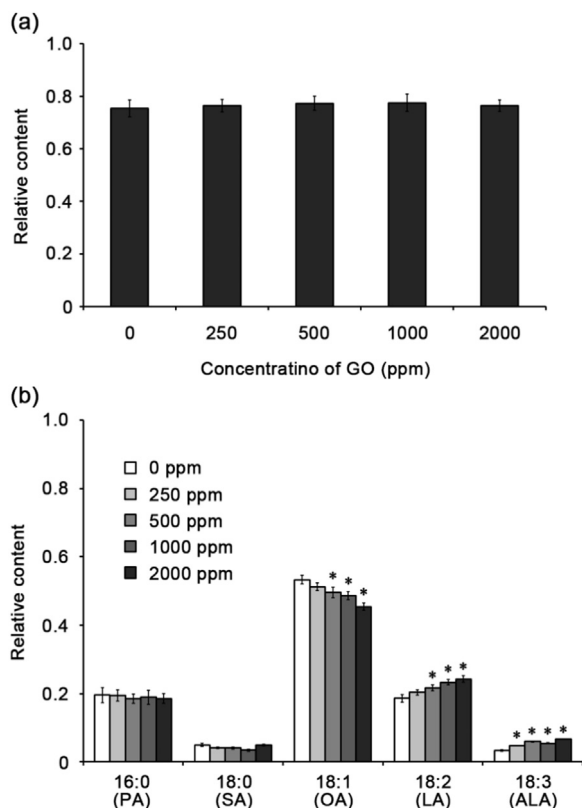 (a)
1.0
0.8
0.6
0.4
0.2
0
Relative content
0 250 500 1000 2000
Concentratino of GO (ppm)
(b)
1.0
0.8
0.6
0.4
0.2
0
Relative content
0 ppm
250 ppm
500 ppm
1000 ppm
2000 ppm
* * *
* * *
* * * *
16:0 18:0 18:1 18:2 18:3
(PA) (SA) (OA) (LA) (ALA)